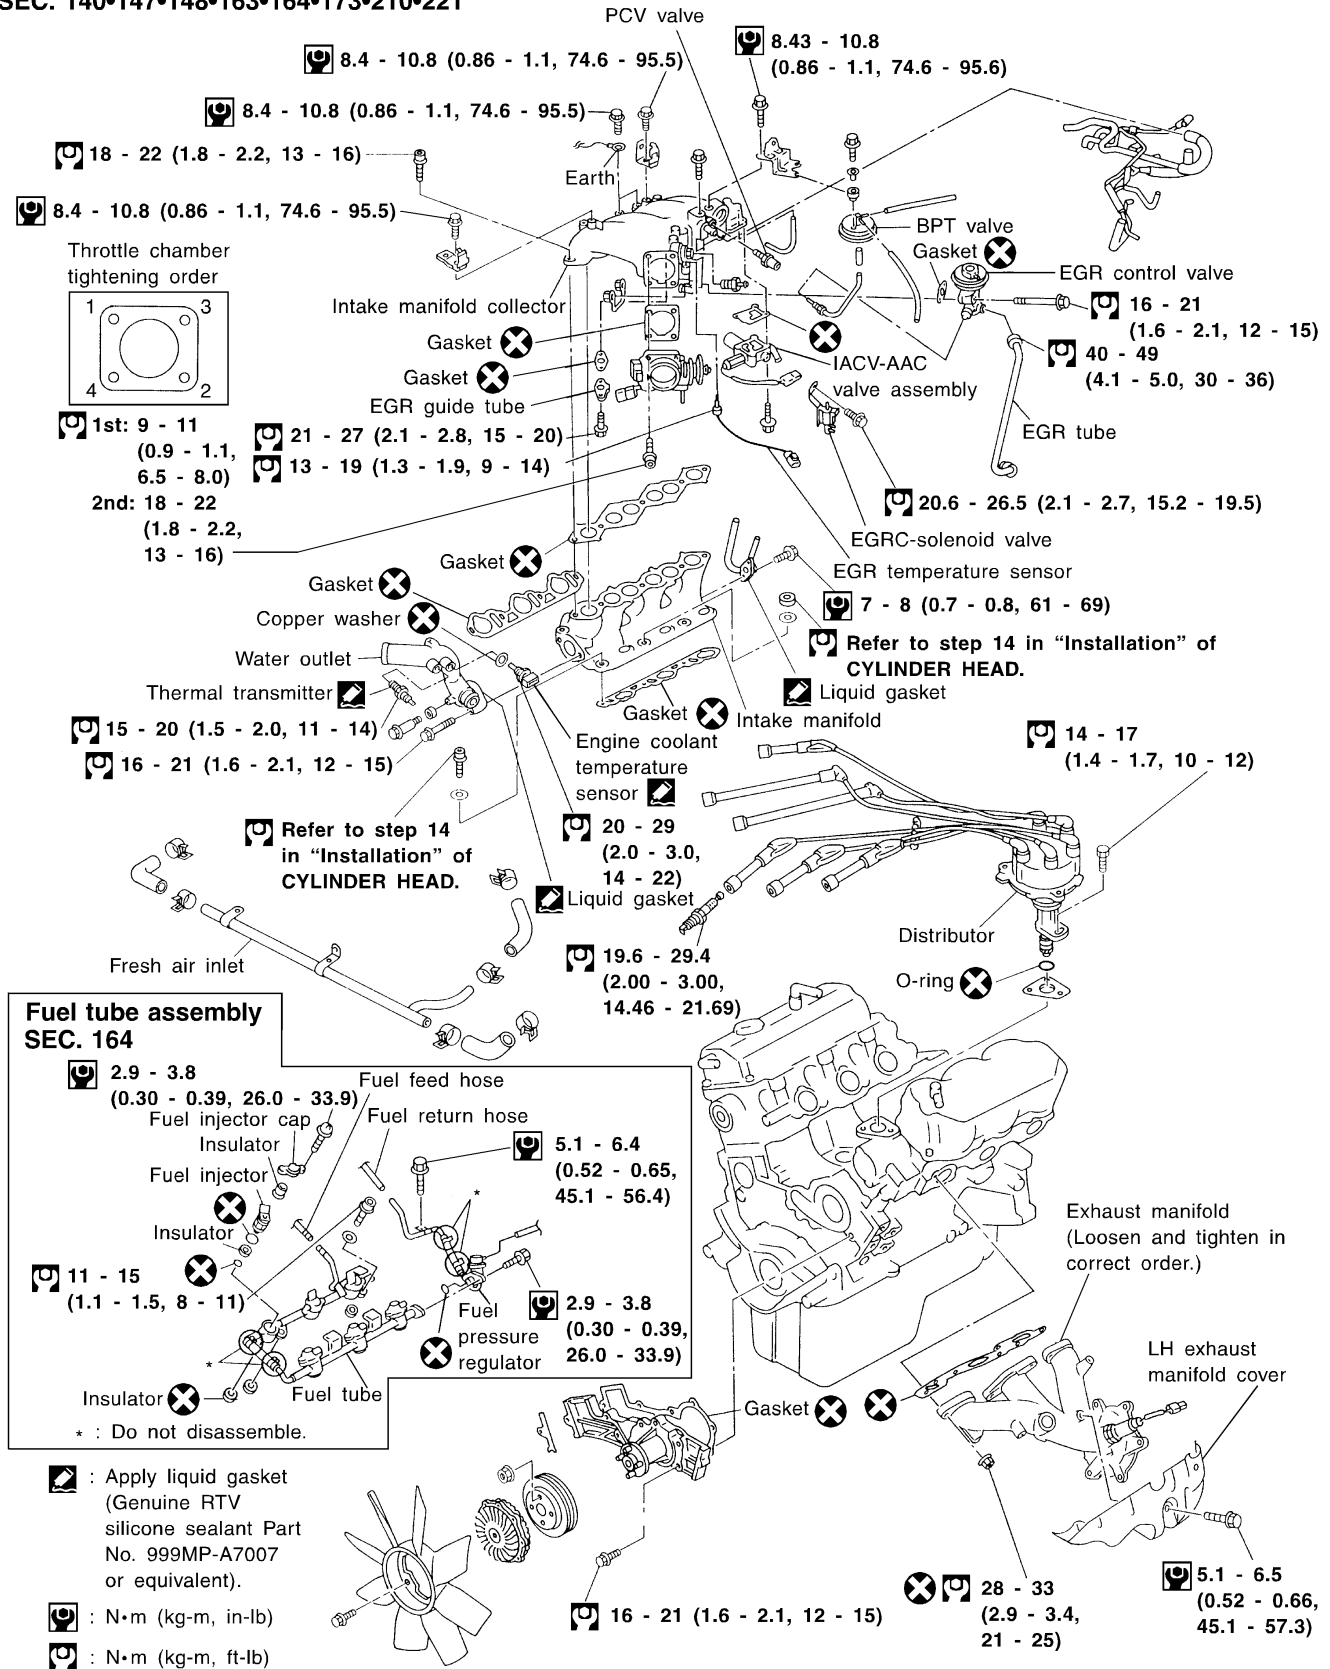 SEC. 140•147•148•163•164•173•210•221
PCV valve
8.4 - 10.8 (0.86 - 1.1, 74.6 - 95.5)
8.43 - 10.8
(0.86 - 1.1, 74.6 - 95.6)
8.4 - 10.8 (0.86 - 1.1, 74.6 - 95.5)
18 - 22 (1.8 - 2.2, 13 - 16)
Earth
8.4 - 10.8 (0.86 - 1.1, 74.6 - 95.5)
BPT valve
Gasket
EGR control valve
Throttle chamber
tightening order
1 3
4 2
Intake manifold collector
16 - 21
(1.6 - 2.1, 12 - 15)
Gasket
40 - 49
(4.1 - 5.0, 30 - 36)
IACV-AAC
valve assembly
Gasket
EGR guide tube
EGR tube
1st: 9 - 11
(0.9 - 1.1,
6.5 - 8.0)
2nd: 18 - 22
(1.8 - 2.2,
13 - 16)
21 - 27 (2.1 - 2.8, 15 - 20)
13 - 19 (1.3 - 1.9, 9 - 14)
20.6 - 26.5 (2.1 - 2.7, 15.2 - 19.5)
EGRC-solenoid valve
Gasket
EGR temperature sensor
Gasket
7 - 8 (0.7 - 0.8, 61 - 69)
Copper washer
Refer to step 14 in “Installation” of
CYLINDER HEAD.
Water outlet
Thermal transmitter
Liquid gasket
Gasket
Intake manifold
15 - 20 (1.5 - 2.0, 11 - 14)
Engine coolant
temperature
sensor
14 - 17
(1.4 - 1.7, 10 - 12)
16 - 21 (1.6 - 2.1, 12 - 15)
Refer to step 14
in “Installation” of
CYLINDER HEAD.
20 - 29
(2.0 - 3.0,
14 - 22)
Liquid gasket
Distributor
19.6 - 29.4
(2.00 - 3.00,
14.46 - 21.69)
Fresh air inlet
O-ring
Fuel tube assembly
SEC. 164
2.9 - 3.8
(0.30 - 0.39, 26.0 - 33.9)
Fuel feed hose
Fuel injector cap
Fuel return hose
Insulator
5.1 - 6.4
(0.52 - 0.65,
45.1 - 56.4)
Fuel injector
*
Insulator
11 - 15
(1.1 - 1.5, 8 - 11)
Fuel
pressure
regulator
2.9 - 3.8
(0.30 - 0.39,
26.0 - 33.9)
*
Insulator
Fuel tube
* : Do not disassemble.
Exhaust manifold
(Loosen and tighten in
correct order.)
LH exhaust
manifold cover
Gasket
: Apply liquid gasket
(Genuine RTV
silicone sealant Part
No. 999MP-A7007
or equivalent).
: N•m (kg-m, in-lb)
: N•m (kg-m, ft-lb)
16 - 21 (1.6 - 2.1, 12 - 15)
28 - 33
(2.9 - 3.4,
21 - 25)
5.1 - 6.5
(0.52 - 0.66,
45.1 - 57.3)